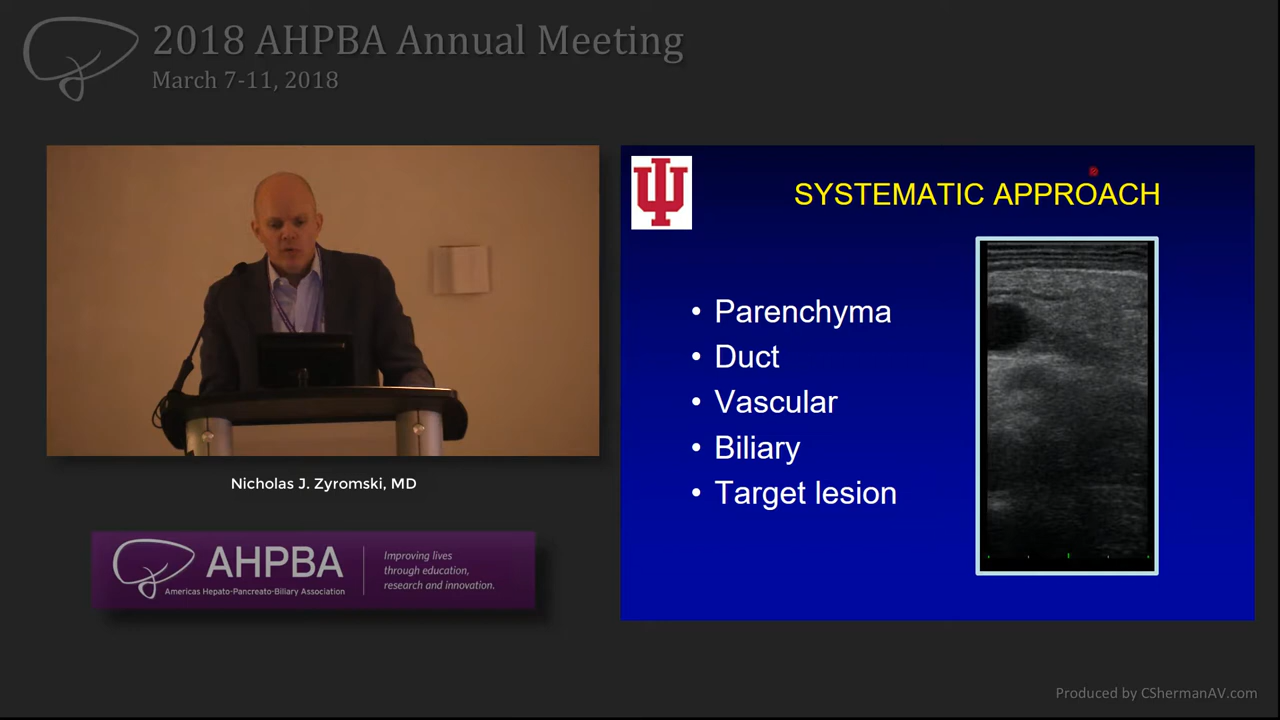 2018 AHPBA Annual Meeting
March 7-11, 2018
SYSTEMATIC APPROACH
• Parenchyma
• Duct
• Vascular
• Biliary
• Target lesion
Nicholas J. Zyromski, MD
AHPBA
Americas Hepato-Pancreato-Biliary Association
Improving lives
through education,
research and innovation.
Produced by CShermanAV.com